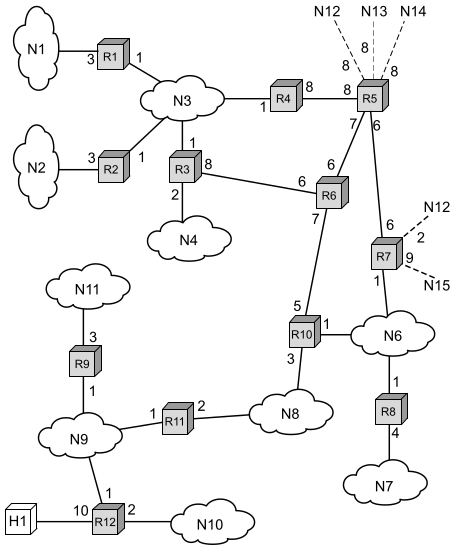 N12 N13 N14
N1
3 R1 1
8 8 8
N3
1 R4 8
8 R5
7 6
N2
3 R2 1
1
R3 8
2
6
6 R6
7
N4
6 N12
R7 2
9
1 N15
N11
5
R10 1
3
N6
3
R9
1
1
R8
4
N9
1 R11 2
N8
N7
1
H1 10 R12 2 N10